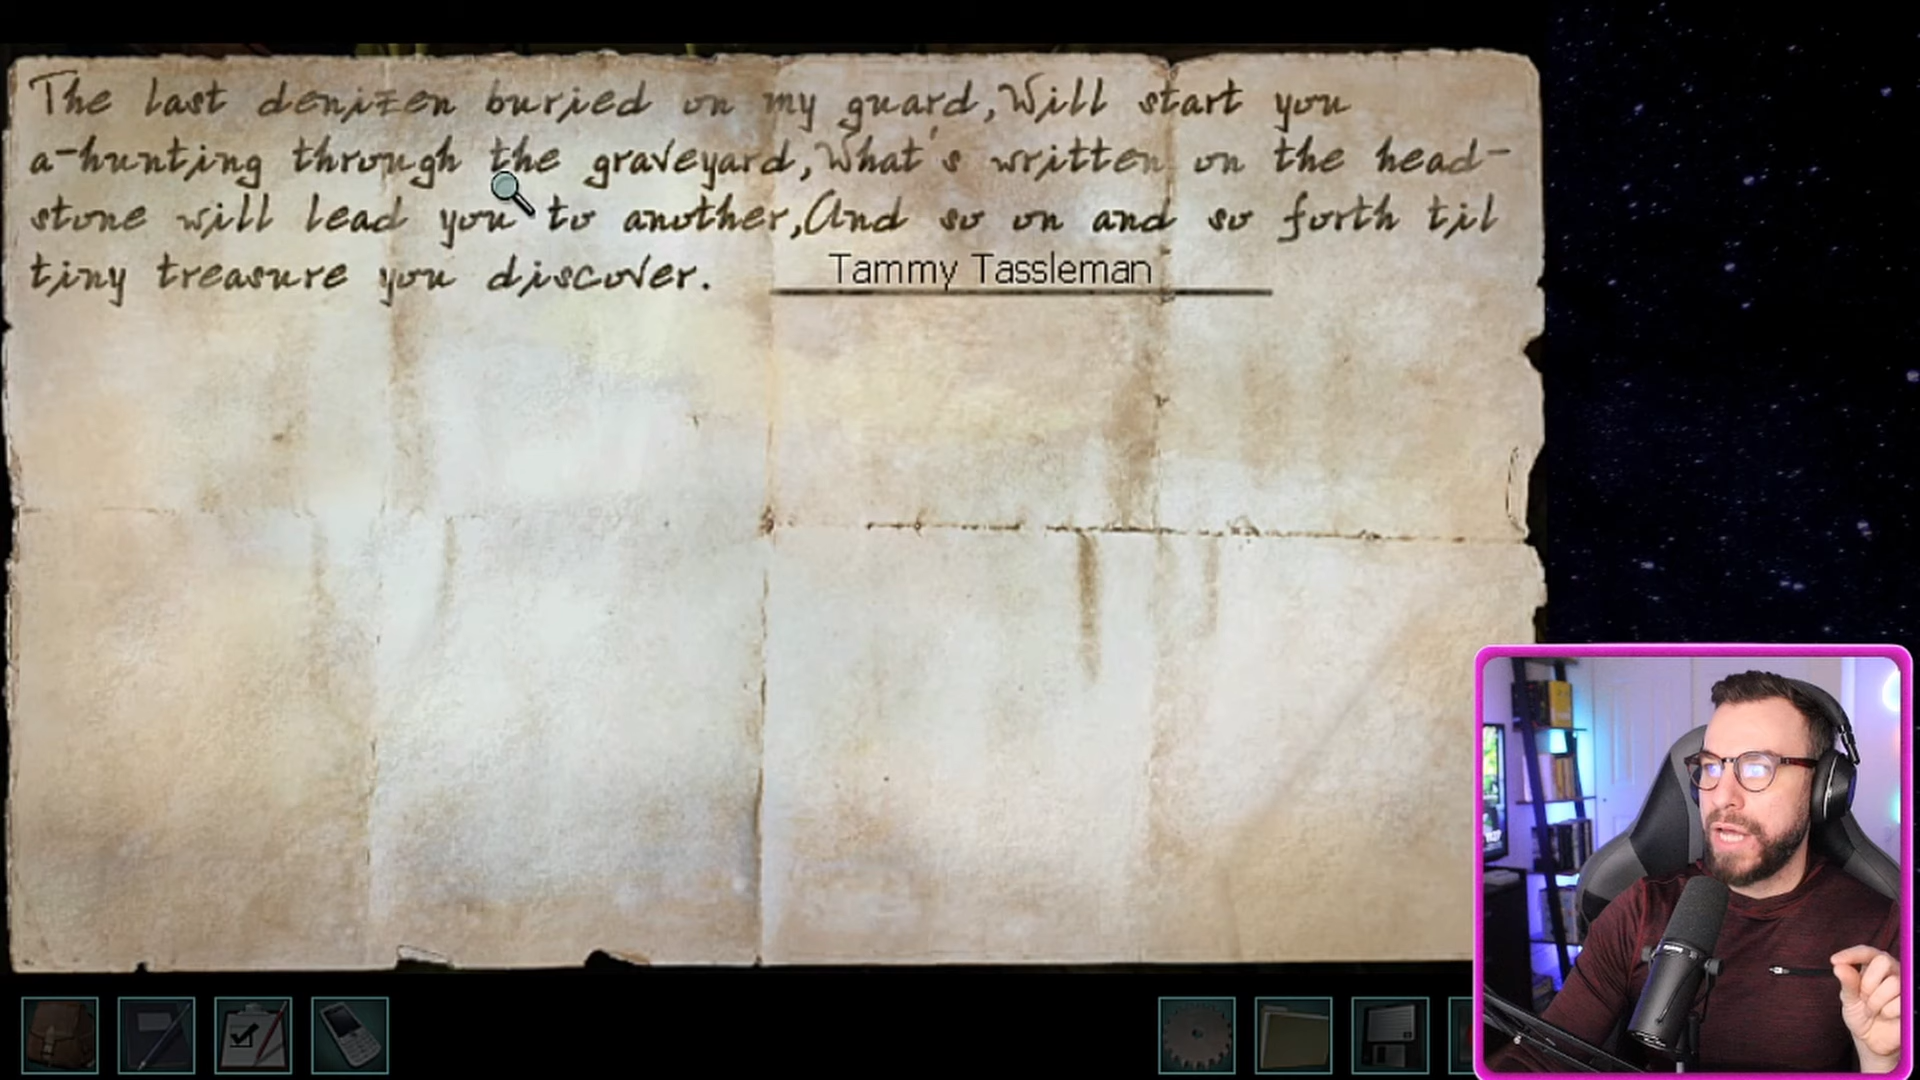 The last denizen buried on my guard, Will start you
a-hunting through the graveyard, What's written on the head-
stone will lead you to another, And so on and so forth til
tiny treasure you discover. Tammy Tassleman